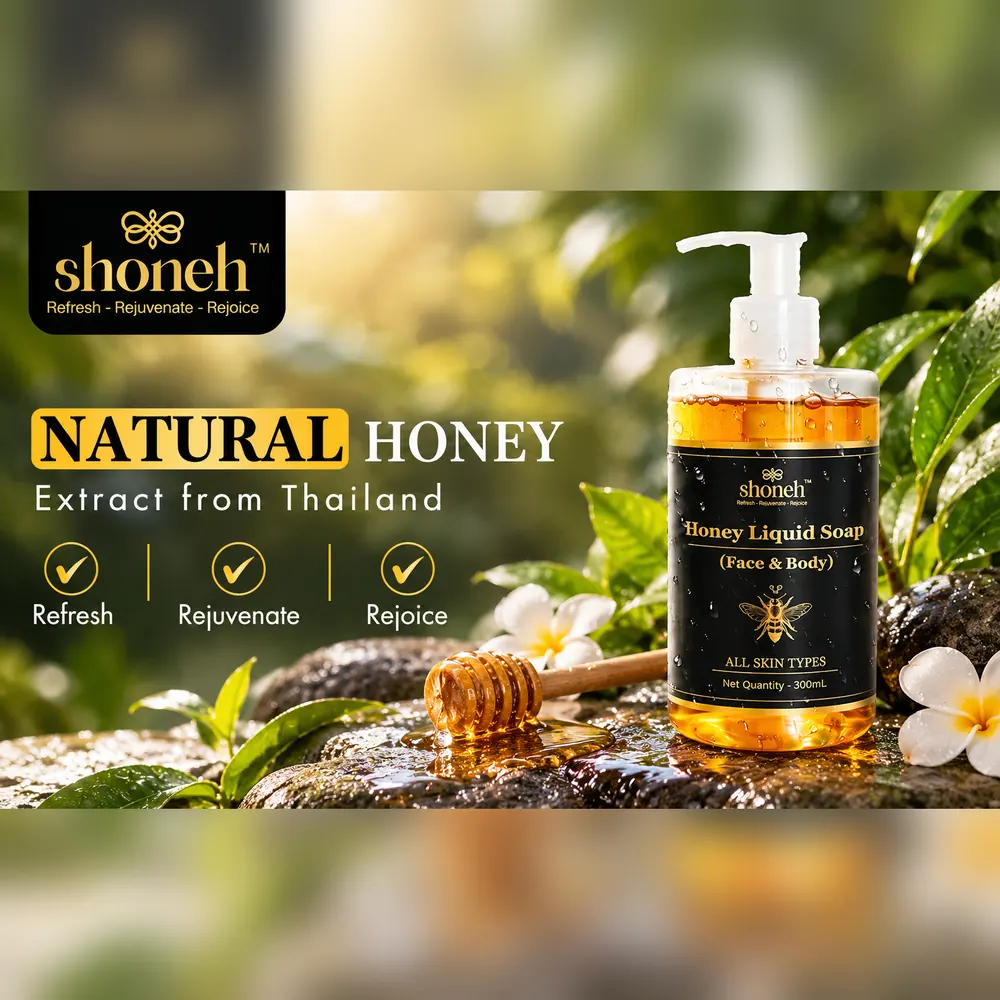 shoneh™
Refresh - Rejuvenate - Rejoice
NATURAL HONEY
Extract from Thailand
Refresh
Rejuvenate
Rejoice
shoneh™
Refresh - Rejuvenate - Rejoice
Honey Liquid Soap
(Face & Body)
ALL SKIN TYPES
Net Quantity - 300mL